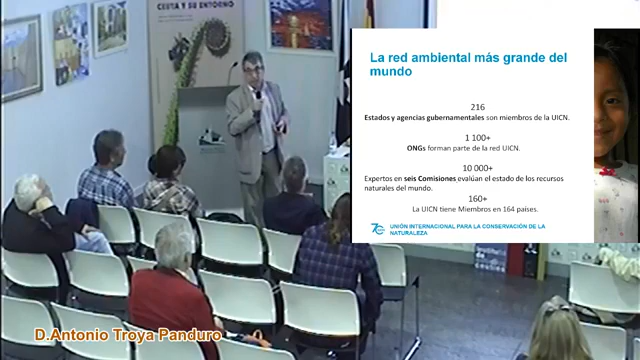 CEUTA Y SU ENTORNO
La red ambiental más grande del
mundo
216
Estados y agencias gubernamentales son miembros de la UICN.
1 100+
ONGs forman parte de la red UICN.
10 000+
Expertos en seis Comisiones evalúan el estado de los recursos
naturales del mundo.
160+
La UICN tiene Miembros en 164 países.
UNIÓN INTERNACIONAL PARA LA CONSERVACIÓN DE LA
NATURALEZA
D.Antonio Troya Panduro